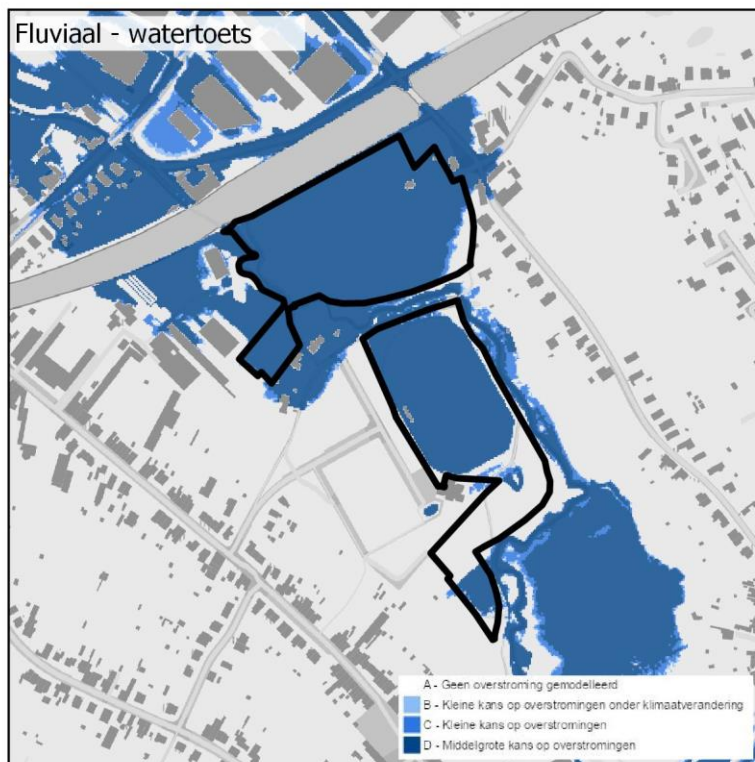 Fluviaal - watertoets
A - Geen overstroming gemodelleerd
B - Kleine kans op overstromingen onder klimaatverandering
C - Kleine kans op overstromingen
D - Middelgrote kans op overstromingen